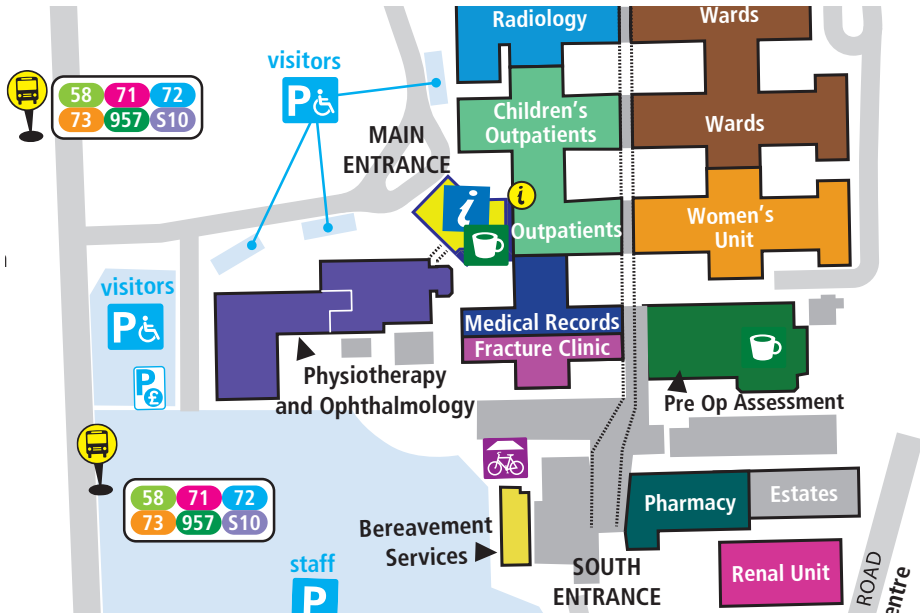 Radiology
Wards
visitors
P
58 71 72
73 957 S10
Children's
Outpatients
Wards
MAIN
ENTRANCE
i
i
Women's
Unit
Outpatients
visitors
P
Medical Records
Fracture Clinic
P
£
Physiotherapy
and Ophthalmology
Pre Op Assessment
58 71 72
73 957 S10
Pharmacy
Estates
Bereavement
Services
staff
P
SOUTH
ENTRANCE
Renal Unit
ROAD
entre